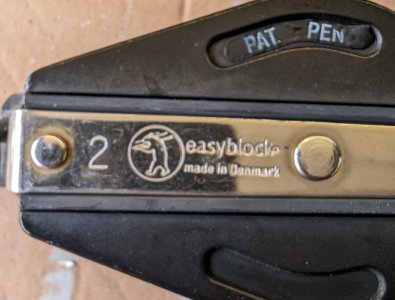 PAT. PEN
2
easyblock®
made in Denmark